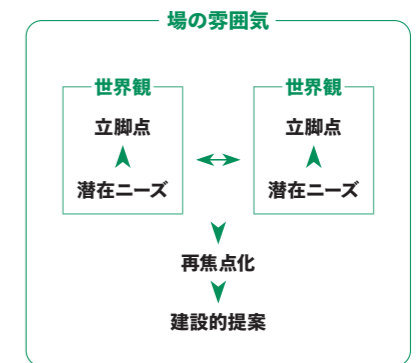 場の雰囲気
世界観
立脚点
潜在ニーズ
世界観
立脚点
潜在ニーズ
再焦点化
建設的提案